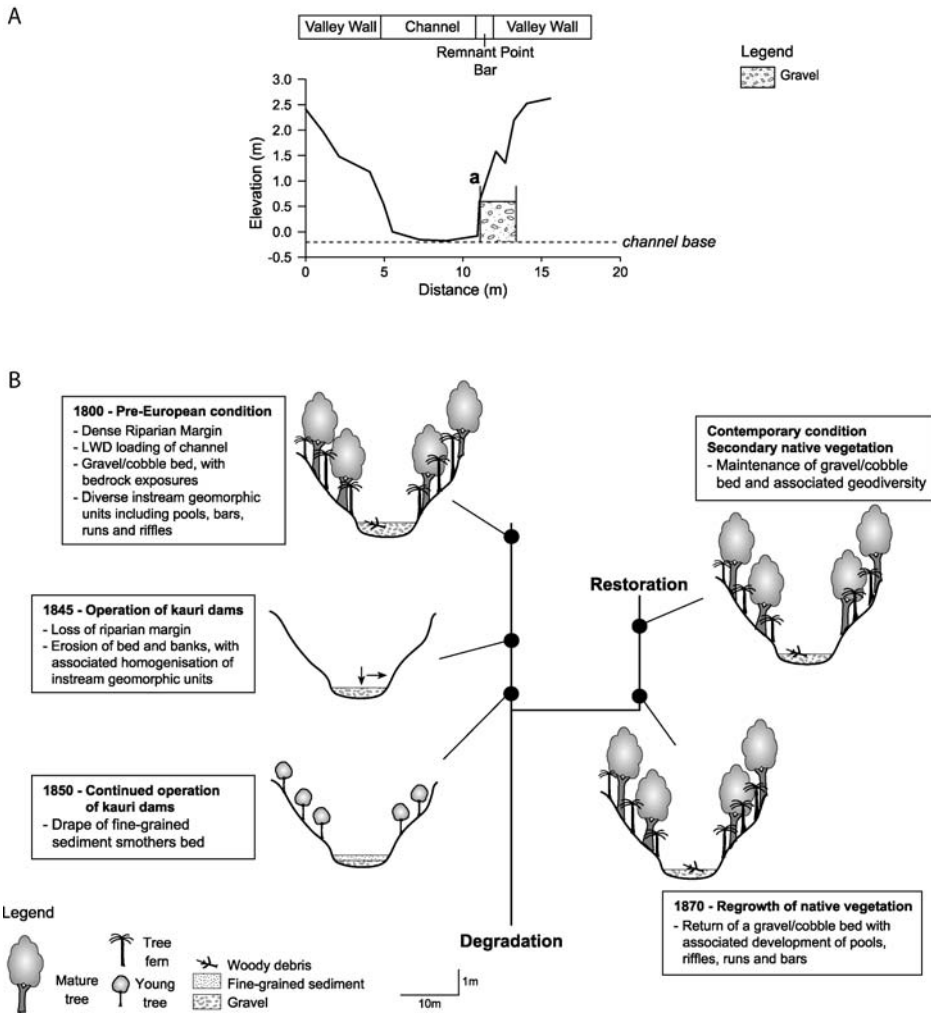 A
Valley Wall
Channel
Valley Wall
Remnant Point
Bar
Legend
Gravel
3.0
2.5
2.0
1.5
1.0
0.5
0.0
-0.5
Elevation (m)
a
channel base
0
5
10
15
20
Distance (m)
B
1800 - Pre-European condition
- Dense Riparian Margin
- LWD loading of channel
- Gravel/cobble bed, with
bedrock exposures
- Diverse instream geomorphic
units including pools, bars,
runs and riffles
Contemporary condition
Secondary native vegetation
- Maintenance of gravel/cobble
bed and associated geodiversity
Restoration
1845 - Operation of kauri dams
- Loss of riparian margin
- Erosion of bed and banks, with
associated homogenisation of
instream geomorphic units
1850 - Continued operation
of kauri dams
- Drape of fine-grained
sediment smothers bed
1870 - Regrowth of native vegetation
- Return of a gravel/cobble bed with
associated development of pools,
riffles, runs and bars
Degradation
Legend
Mature
tree
Tree
fern
Young
tree
Woody debris
Fine-grained sediment
Gravel
1m
10m